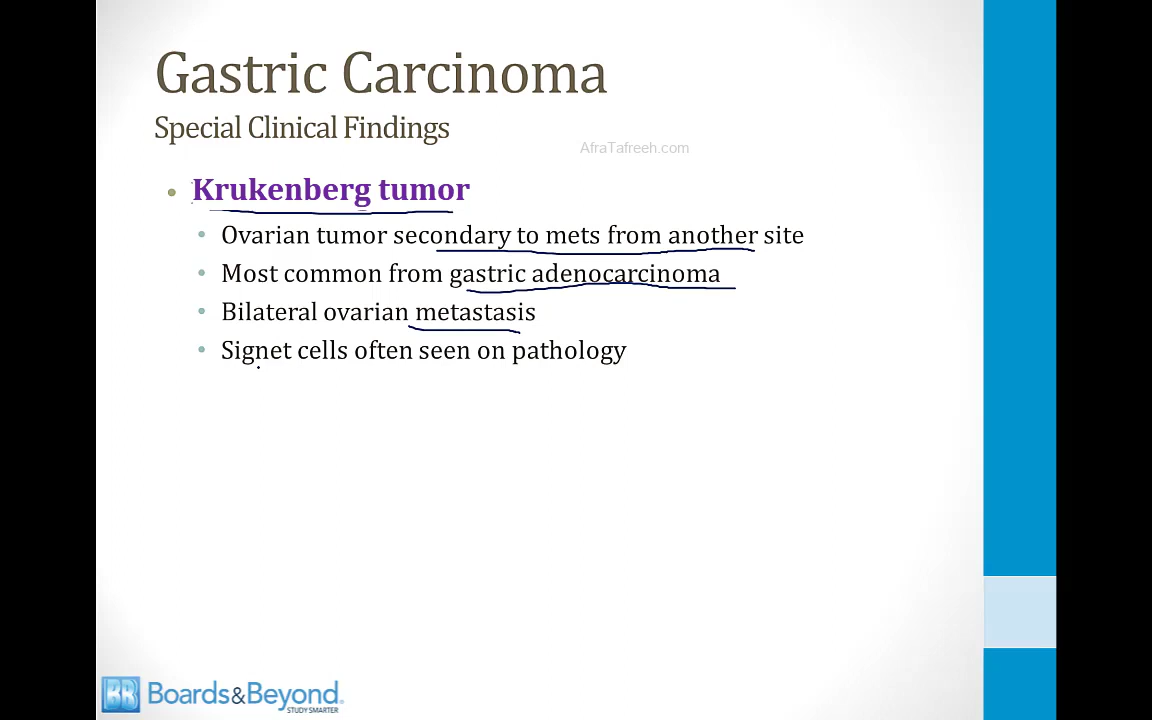 Gastric Carcinoma
Special Clinical Findings
AfraTafreeh.com
• Krukenberg tumor
• Ovarian tumor secondary to mets from another site
• Most common from gastric adenocarcinoma
• Bilateral ovarian metastasis
• Signet cells often seen on pathology
BB Boards&Beyond.
STUDY SMARTER